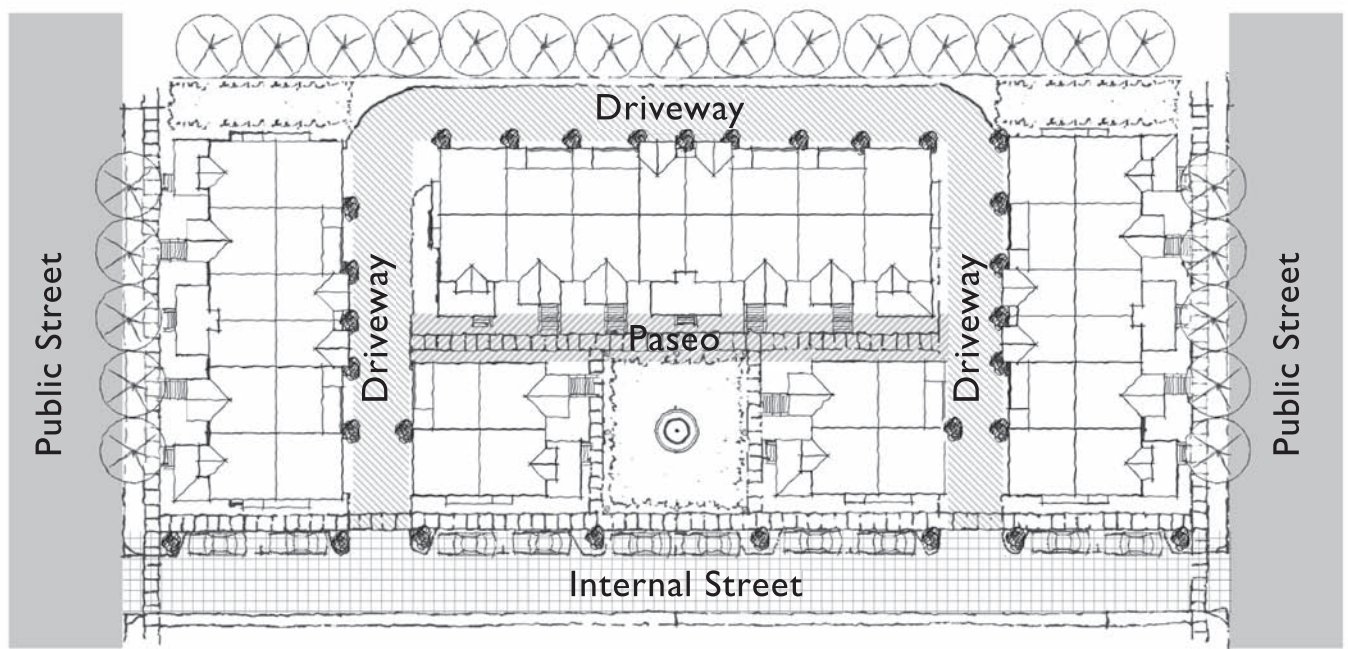 Driveway
Public Street
Driveway
Paseo
Driveway
Public Street
Internal Street